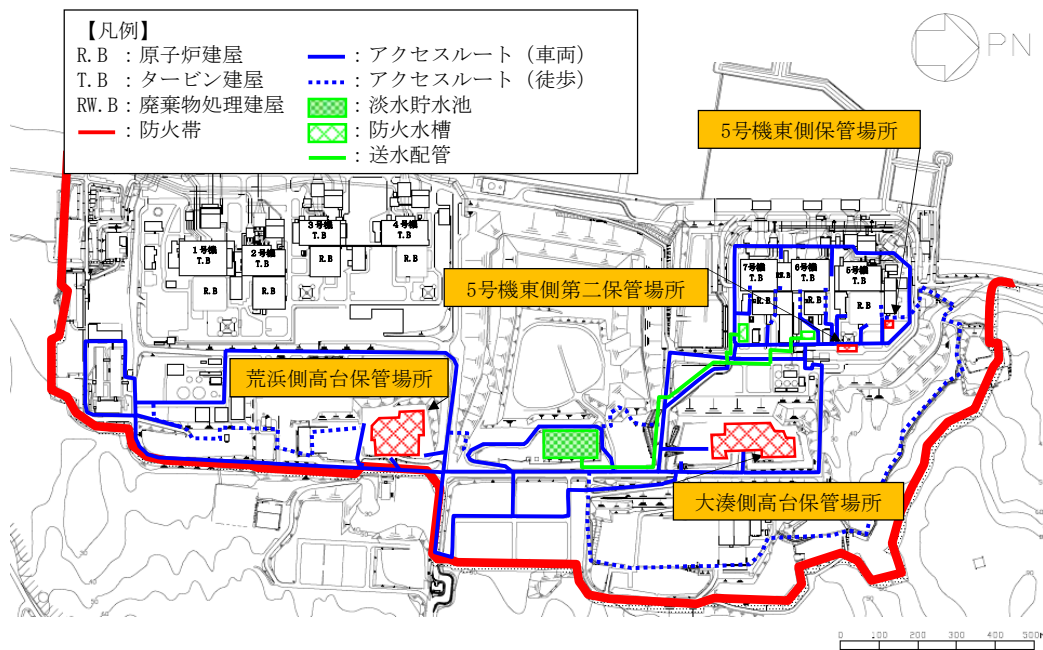 【凡例】
R.B ：原子炉建屋
T.B ：タービン建屋
RW.B：廃棄物処理建屋
：防火帯
：アクセスルート（車両）
：アクセスルート（徒歩）
：淡水貯水池
：防火水槽
：送水配管
PN
5号機東側保管場所
1号機
T.B
R.B
2号機
T.B
R.B
3号機
T.B
R.B
4号機
T.B
R.B
7号機
T.B
R.B
6号機
T.B
R.B
5号機
T.B
R.B
5号機東側第二保管場所
荒浜側高台保管場所
大湊側高台保管場所
0 100 200 300 400 500m